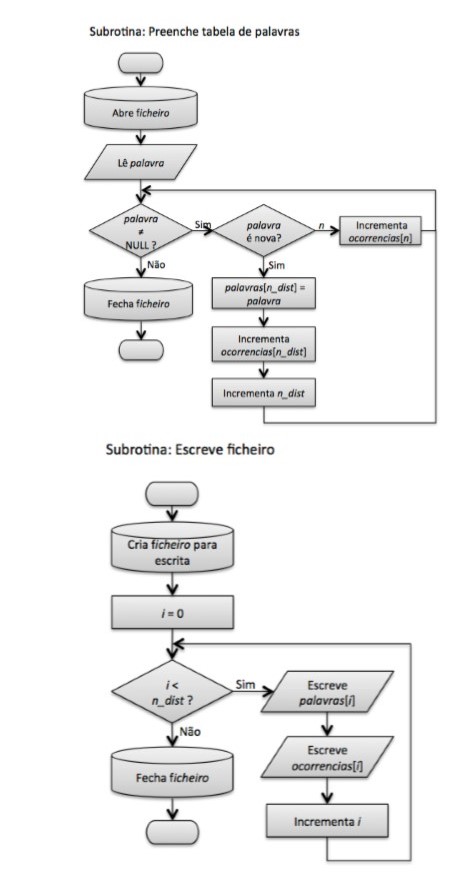 Subrotina: Preenche tabela de palavras
Abre ficheiro
Lê palavra
palavra
≠
NULL ?
Sim
palavra
é nova?
n
Incrementa
ocorrencias[n]
Não
Sim
Fecha ficheiro
palavras[n_dist] =
palavra
Incrementa
ocorrencias[n_dist]
Incrementa n_dist
Subrotina: Escreve ficheiro
Cria ficheiro para
escrita
i = 0
i <
n_dist ?
Sim
Escreve
palavras[i]
Não
Escreve
ocorrencias[i]
Fecha ficheiro
Incrementa i